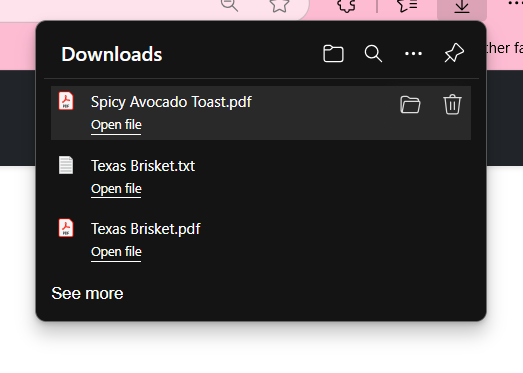 Downloads
ther fa
Spicy Avocado Toast.pdf
Open file
Texas Brisket.txt
Open file
Texas Brisket.pdf
Open file
See more